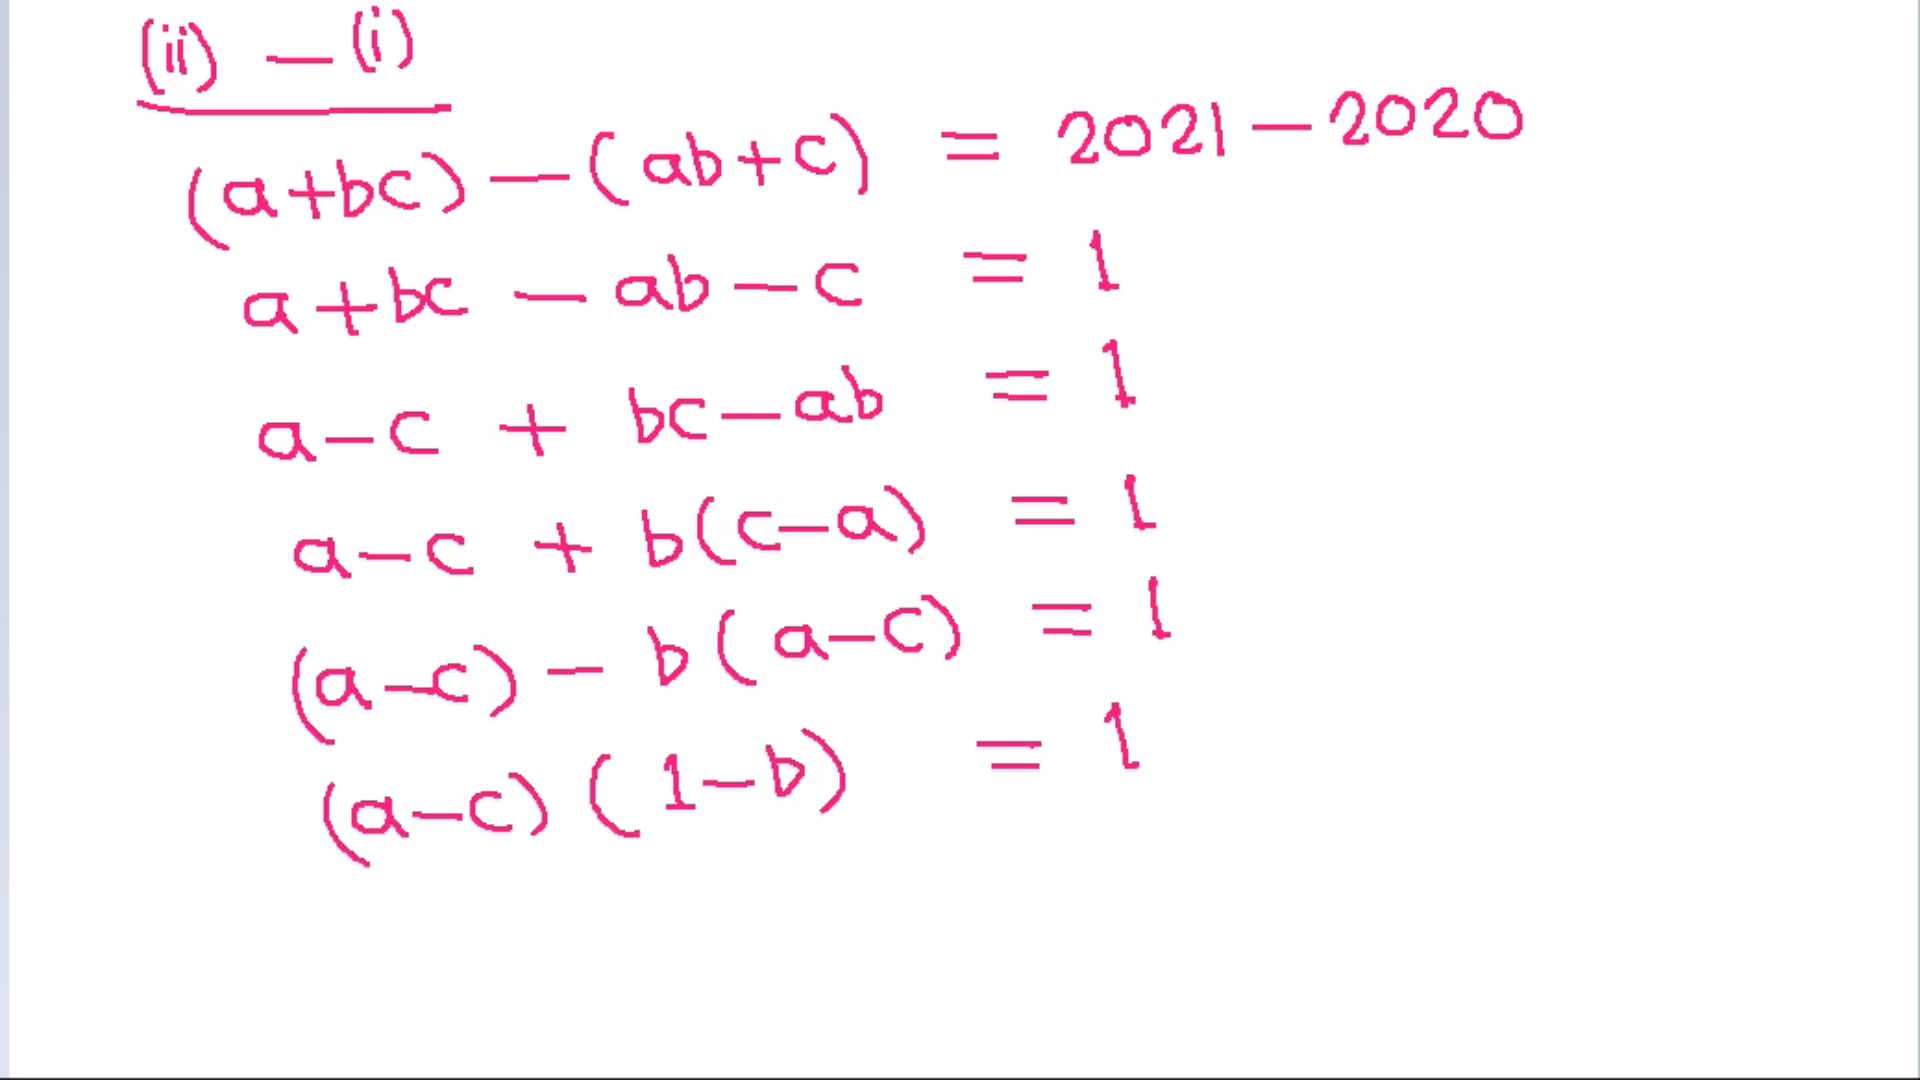 (ii) - (i)
(a+bc) - (ab+c) = 2021 - 2020
a+bc - ab - c = 1
a-c + bc-ab = 1
a-c + b(c-a) = 1
(a-c) - b(a-c) = 1
(a-c) (1-b) = 1